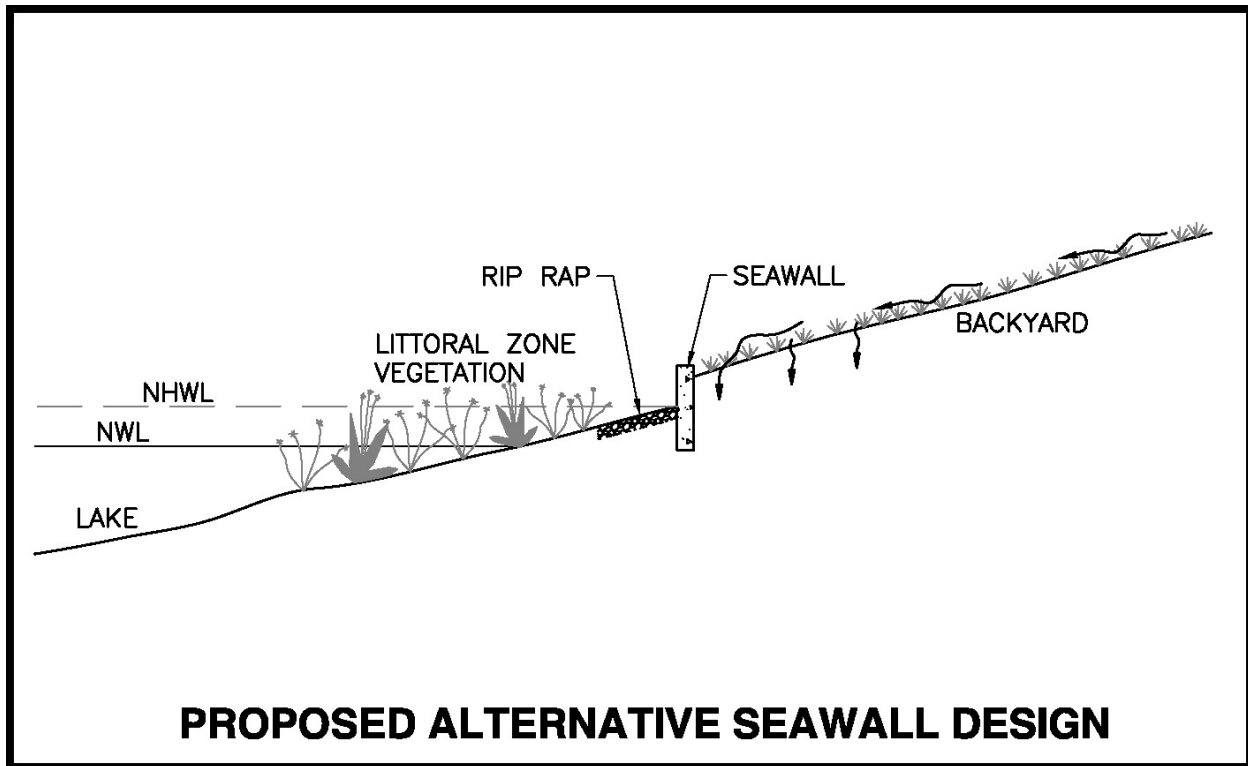 RIP RAP
SEAWALL
BACKYARD
LITTORAL ZONE
VEGETATION
NHWL
NWL
LAKE
PROPOSED ALTERNATIVE SEAWALL DESIGN